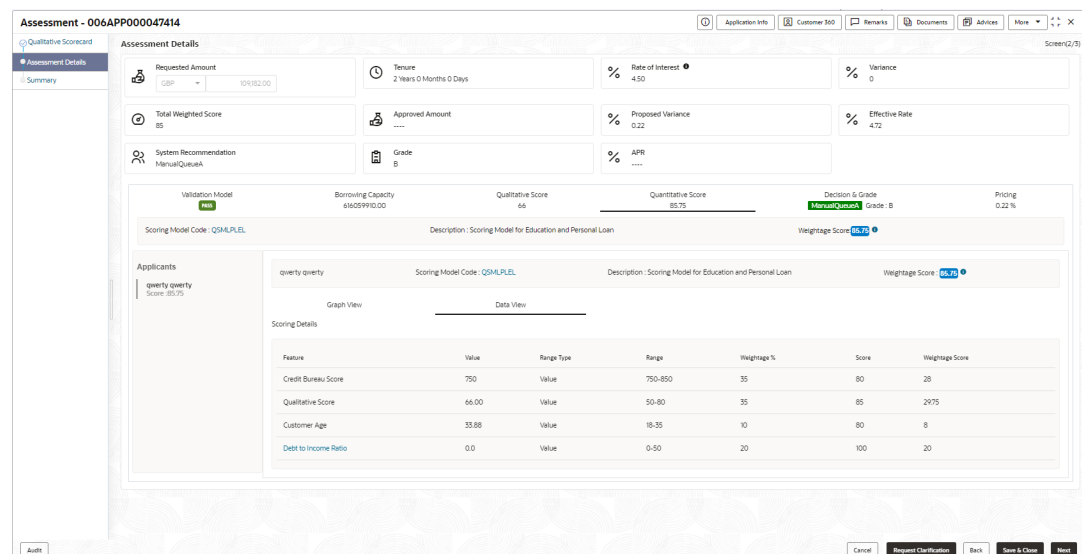 Assessment - 006APP000047414
Application Info
Customer 360
Remarks
Documents
Advices
More
Qualitative Scorecard
Assessment Details
Summary
Assessment Details
Screen(2/3)
Requested Amount
GBP 109,182.00
Tenure
2 Years 0 Months 0 Days
Rate of Interest
4.50
Variance
0
Total Weighted Score
85
Approved Amount
----
Proposed Variance
0.22
Effective Rate
4.72
System Recommendation
ManualQueueA
Grade
B
APR
----
Validation Model Borrowing Capacity Qualitative Score Quantitative Score Decision & Grade Pricing
PASS 616059910.00 66 85.75 ManualQueueA Grade : B 0.22 %
Scoring Model Code : QSMLPLEL Description : Scoring Model for Education and Personal Loan Weightage Score: 85.75
Applicants
qwerty qwerty
Score :85.75
qwerty qwerty Scoring Model Code : QSMLPLEL Description : Scoring Model for Education and Personal Loan Weightage Score : 85.75
Graph View Data View
Scoring Details
Feature Value Range Type Range Weightage % Score Weightage Score
Credit Bureau Score 750 Value 750-850 35 80 28
Qualitative Score 66.00 Value 50-80 35 85 29.75
Customer Age 33.88 Value 18-35 10 80 8
Debt to Income Ratio 0.0 Value 0-50 20 100 20
Audit Cancel Request Clarification Back Save & Close Next